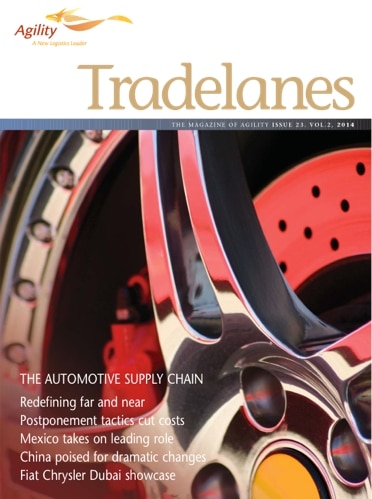 Agility
A New Logistics Leader
Tradelanes
THE MAGAZINE OF AGILITY ISSUE 23. VOL.2, 2014
THE AUTOMOTIVE SUPPLY CHAIN
Redefining far and near
Postponement tactics cut costs
Mexico takes on leading role
China poised for dramatic changes
Fiat Chrysler Dubai showcase